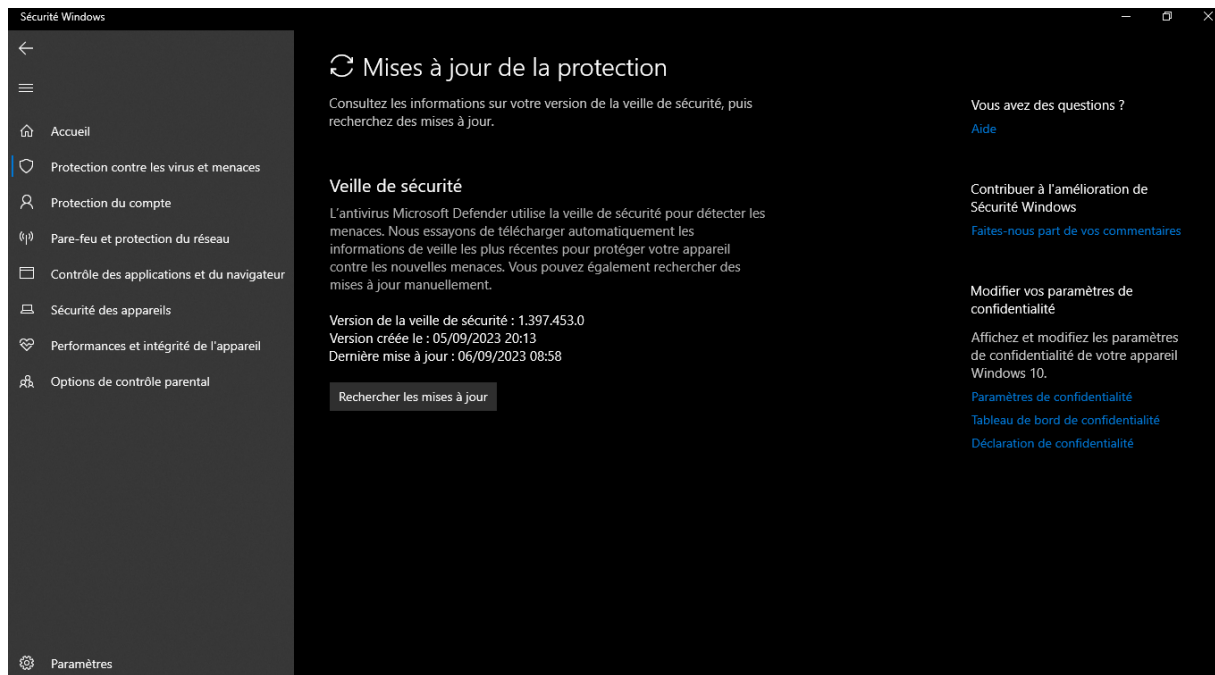 Sécurité Windows
Accueil
Protection contre les virus et menaces
Protection du compte
Pare-feu et protection du réseau
Contrôle des applications et du navigateur
Sécurité des appareils
Performances et intégrité de l'appareil
Options de contrôle parental
Paramètres
Mises à jour de la protection
Consultez les informations sur votre version de la veille de sécurité, puis
recherchez des mises à jour.
Veille de sécurité
L'antivirus Microsoft Defender utilise la veille de sécurité pour détecter les
menaces. Nous essayons de télécharger automatiquement les
informations de veille les plus récentes pour protéger votre appareil
contre les nouvelles menaces. Vous pouvez également rechercher des
mises à jour manuellement.
Version de la veille de sécurité : 1.397.453.0
Version créée le : 05/09/2023 20:13
Dernière mise à jour : 06/09/2023 08:58
Rechercher les mises à jour
Vous avez des questions ?
Aide
Contribuer à l'amélioration de
Sécurité Windows
Faites-nous part de vos commentaires
Modifier vos paramètres de
confidentialité
Affichez et modifiez les paramètres
de confidentialité de votre appareil
Windows 10.
Paramètres de confidentialité
Tableau de bord de confidentialité
Déclaration de confidentialité